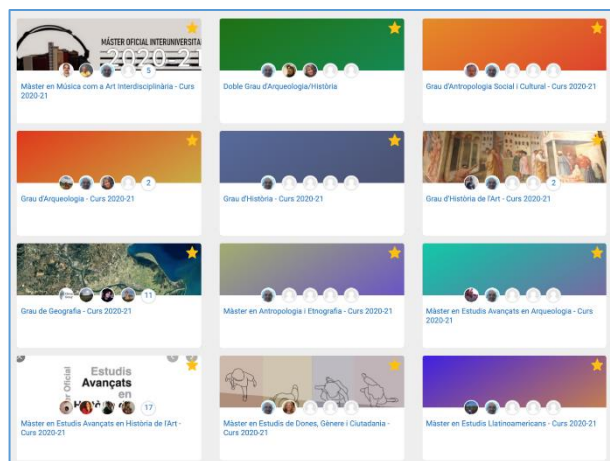 MÁSTER OFICIAL INTERUNIVERSITA
2020-21
5
Màster en Música com a Art Interdisciplinària - Curs
2020-21
Doble Grau d'Arqueologia/Història
Grau d'Antropologia Social i Cultural - Curs 2020-21
2
Grau d'Arqueologia - Curs 2020-21
Grau d'Història - Curs 2020-21
2
Grau d'Història de l'Art - Curs 2020-21
11
Grau de Geografia - Curs 2020-21
Màster en Antropologia i Etnografia - Curs 2020-21
Màster en Estudis Avançats en Arqueologia - Curs
2020-21
Oficial
Estudis
Avançats
en
17
Màster en Estudis Avançats en Història de l'Art -
Curs 2020-21
Màster en Estudis de Dones, Gènere i Ciutadania -
Curs 2020-21
Màster en Estudis Llatinoamericans - Curs 2020-21